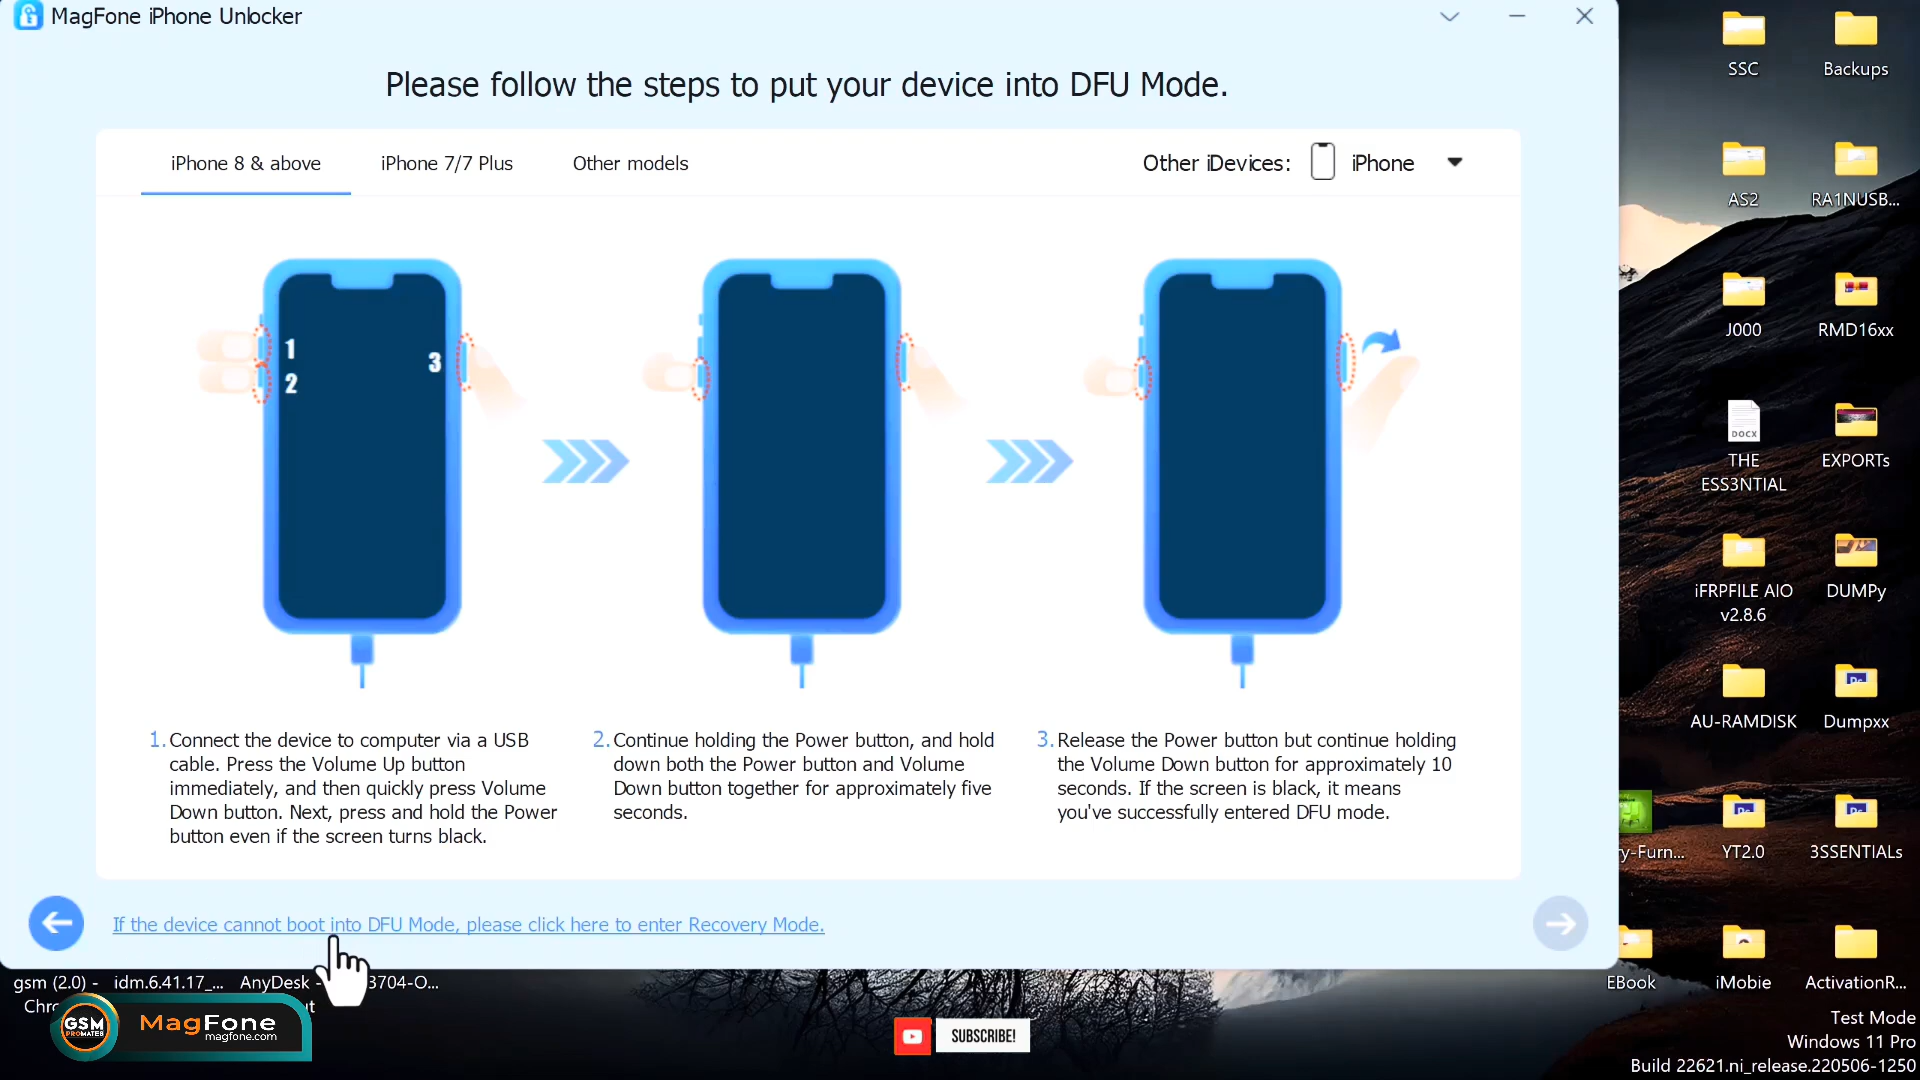 MagFone iPhone Unlocker
Please follow the steps to put your device into DFU Mode.
iPhone 8 & above
iPhone 7/7 Plus
Other models
Other iDevices:
iPhone
1
2
3
1. Connect the device to computer via a USB
cable. Press the Volume Up button
immediately, and then quickly press Volume
Down button. Next, press and hold the Power
button even if the screen turns black.
2. Continue holding the Power button, and hold
down both the Power button and Volume
Down button together for approximately five
seconds.
3. Release the Power button but continue holding
the Volume Down button for approximately 10
seconds. If the screen is black, it means
you've successfully entered DFU mode.
If the device cannot boot into DFU Mode, please click here to enter Recovery Mode.
SSC
Backups
AS2
RA1NUSB...
J000
RMD16xx
DOCX
THE
ESS3NTIAL
EXPORTs
iFRPFILE AIO
v2.8.6
DUMPy
AU-RAMDISK
Dumpxx
ry-Furn...
YT2.0
3SSENTIALs
EBook
iMobie
ActivationR...
gsm (2.0) -
Chr
idm.6.41.17_...
AnyDesk -
3704-O...
GSM
PROMATES
MagFone
magfone.com
SUBSCRIBE!
Test Mode
Windows 11 Pro
Build 22621.ni_release.220506-1250